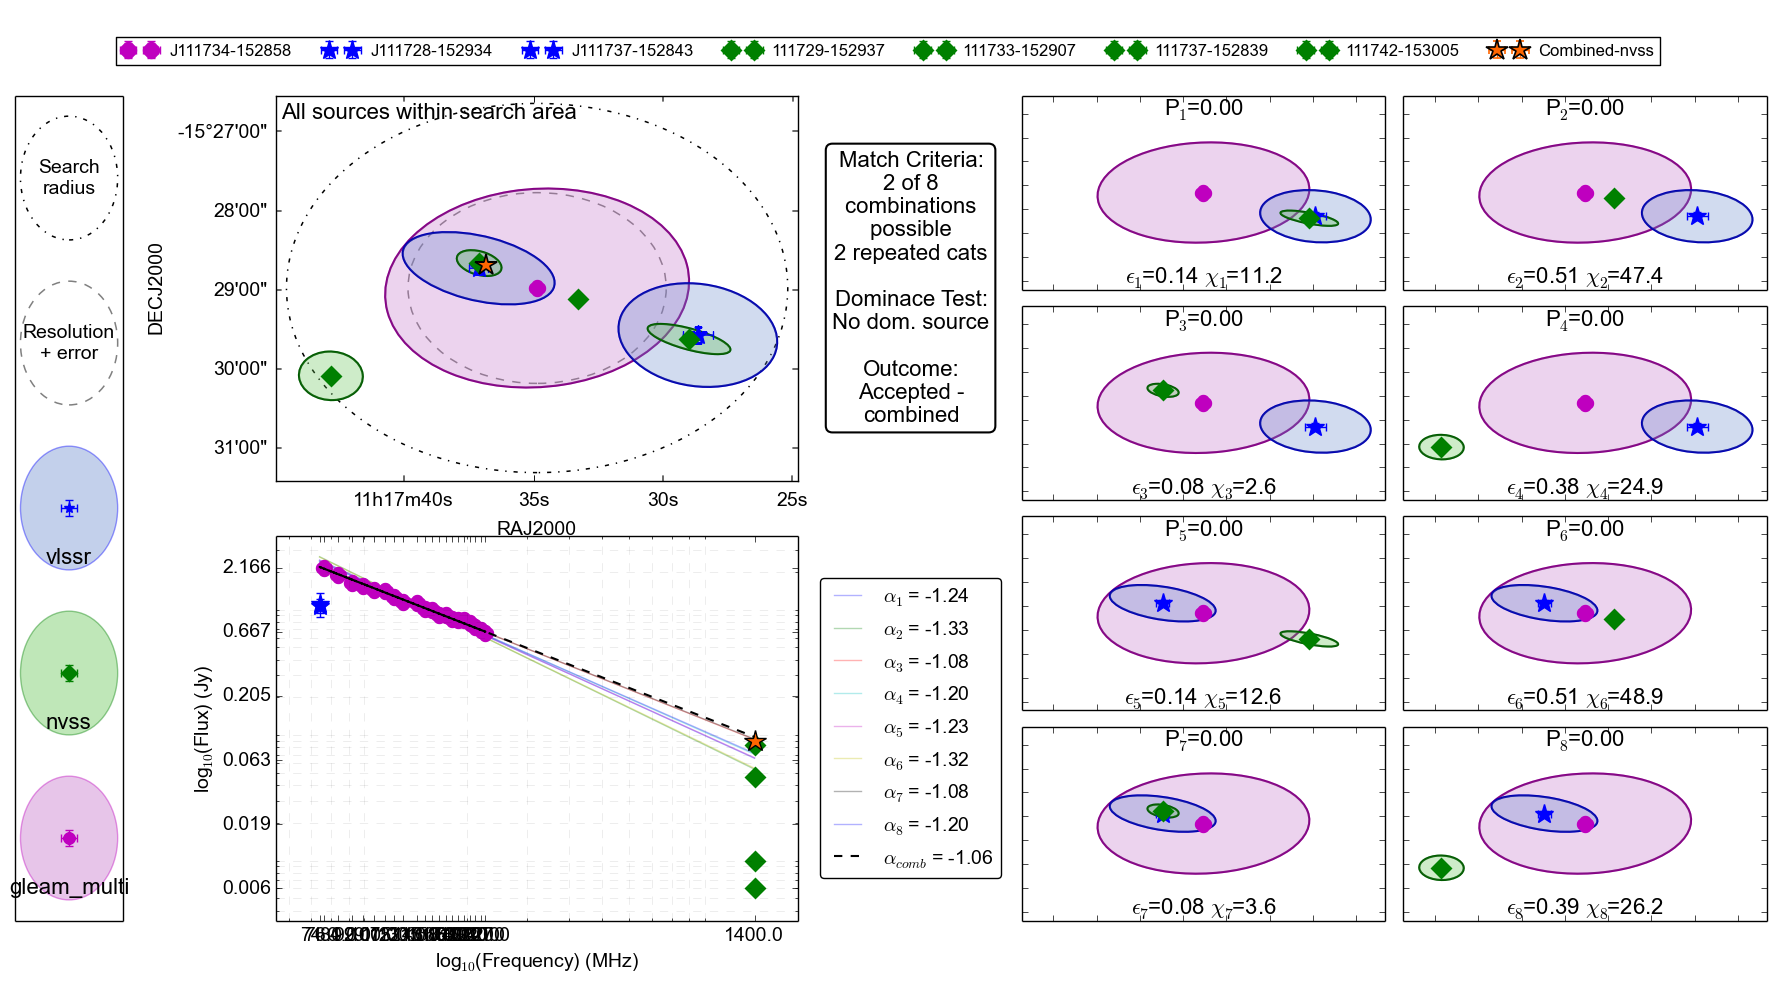 J111734-152858 J111728-152934 J111737-152843 111729-152937 111733-152907 111737-152839 111742-153005 Combined-nvss
Search
radius
Resolution
+ error
vlssr
nvss
gleam_multi
All sources within search area
DECJ2000
-15°27'00"
28'00"
29'00"
30'00"
31'00"
11h17m40s 35s 30s 25s
RAJ2000
Match Criteria:
2 of 8
combinations
possible
2 repeated cats
Dominace Test:
No dom. source
Outcome:
Accepted -
combined
log10(Flux) (Jy)
2.166
0.667
0.205
0.063
0.019
0.006
1400.0
log10(Frequency) (MHz)
α1 = -1.24
α2 = -1.33
α3 = -1.08
α4 = -1.20
α5 = -1.23
α6 = -1.32
α7 = -1.08
α8 = -1.20
αcomb = -1.06
P1=0.00
ϵ1=0.14 χ1=11.2
P2=0.00
ϵ2=0.51 χ2=47.4
P3=0.00
ϵ3=0.08 χ3=2.6
P4=0.00
ϵ4=0.38 χ4=24.9
P5=0.00
ϵ5=0.14 χ5=12.6
P6=0.00
ϵ6=0.51 χ6=48.9
P7=0.00
ϵ7=0.08 χ7=3.6
P8=0.00
ϵ8=0.39 χ8=26.2